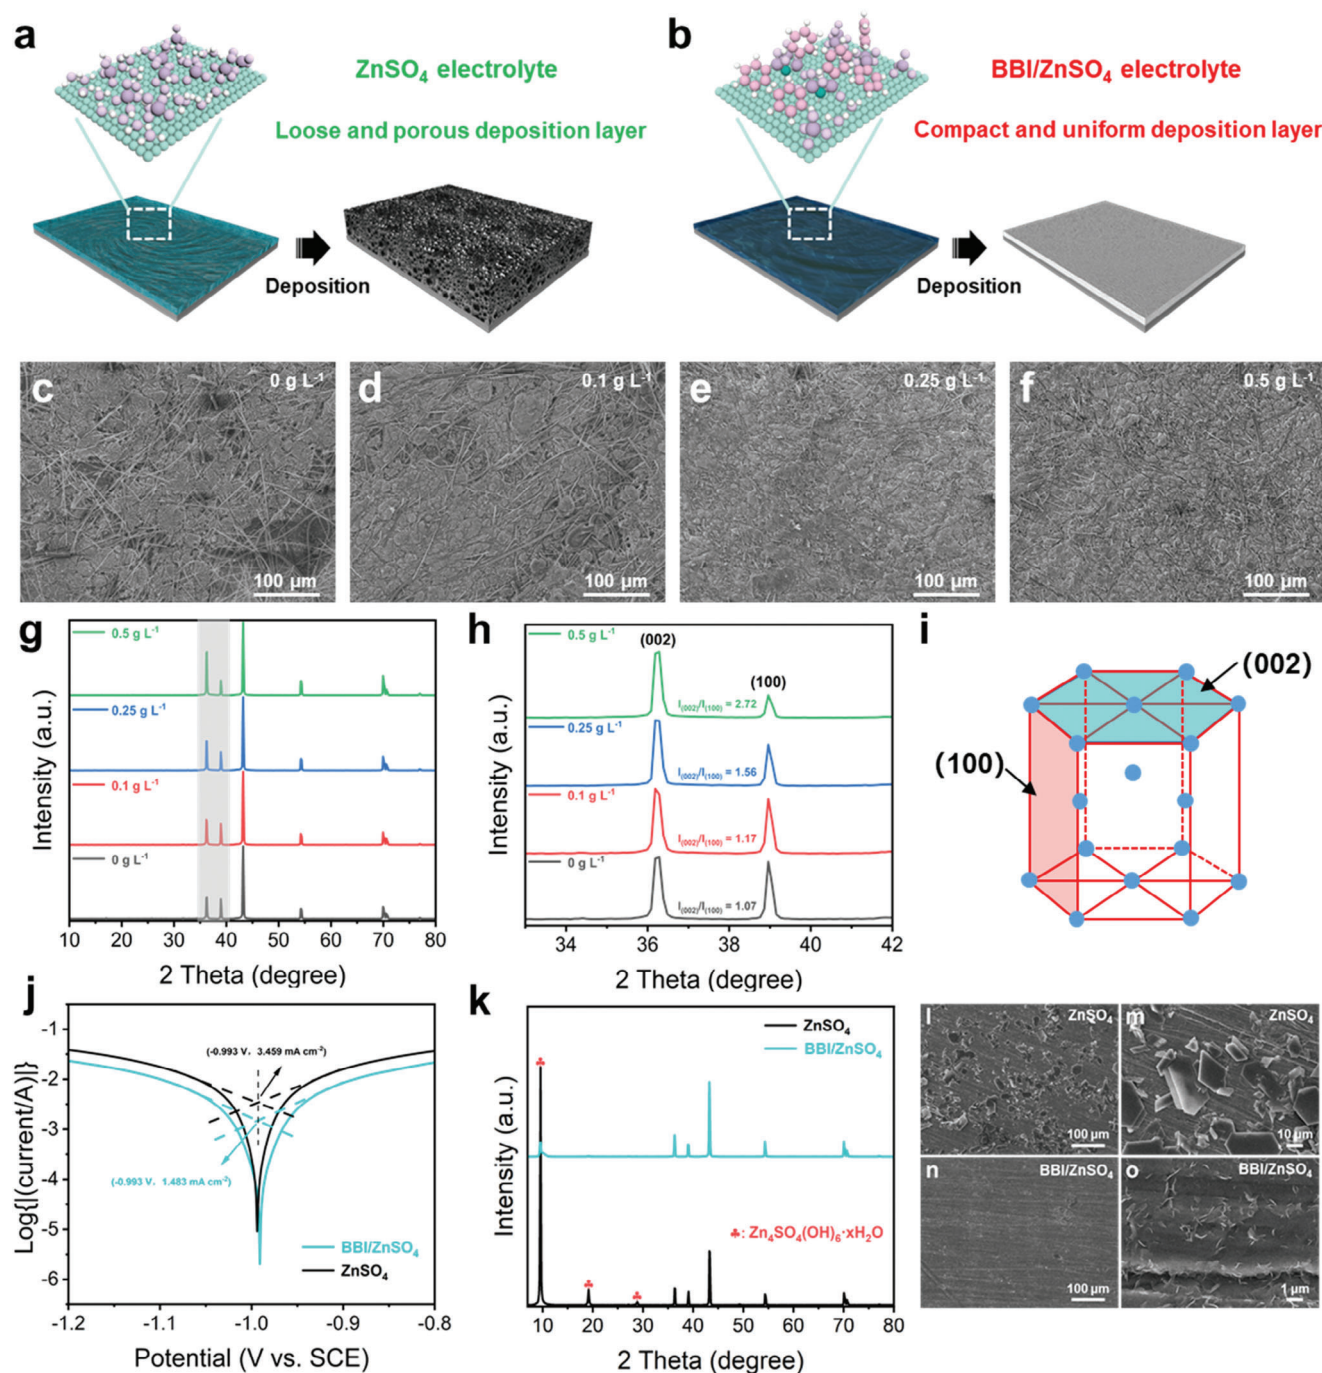 a
ZnSO₄ electrolyte
Loose and porous deposition layer
Deposition
b
BBI/ZnSO₄ electrolyte
Compact and uniform deposition layer
Deposition
c
0 g L⁻¹
100 μm
d
0.1 g L⁻¹
100 μm
e
0.25 g L⁻¹
100 μm
f
0.5 g L⁻¹
100 μm
g
0.5 g L⁻¹
0.25 g L⁻¹
0.1 g L⁻¹
0 g L⁻¹
Intensity (a.u.)
10 20 30 40 50 60 70 80
2 Theta (degree)
h
0.5 g L⁻¹
(002)
(100)
I₍₀₀₂₎/I₍₁₀₀₎ = 2.72
0.25 g L⁻¹
I₍₀₀₂₎/I₍₁₀₀₎ = 1.56
0.1 g L⁻¹
I₍₀₀₂₎/I₍₁₀₀₎ = 1.17
0 g L⁻¹
I₍₀₀₂₎/I₍₁₀₀₎ = 1.07
Intensity (a.u.)
34 36 38 40 42
2 Theta (degree)
i
(002)
(100)
j
-1
-2
-3
-4
-5
-6
Log{|(current/A)|}
(-0.993 V, 3.459 mA cm⁻²)
(-0.993 V, 1.483 mA cm⁻²)
BBI/ZnSO₄
ZnSO₄
-1.2 -1.1 -1.0 -0.9 -0.8
Potential (V vs. SCE)
k
ZnSO₄
BBI/ZnSO₄
♣: Zn₄SO₄(OH)₆·xH₂O
Intensity (a.u.)
10 20 30 40 50 60 70 80
2 Theta (degree)
l
ZnSO₄
100 μm
m
ZnSO₄
10 μm
n
BBI/ZnSO₄
100 μm
o
BBI/ZnSO₄
1 μm